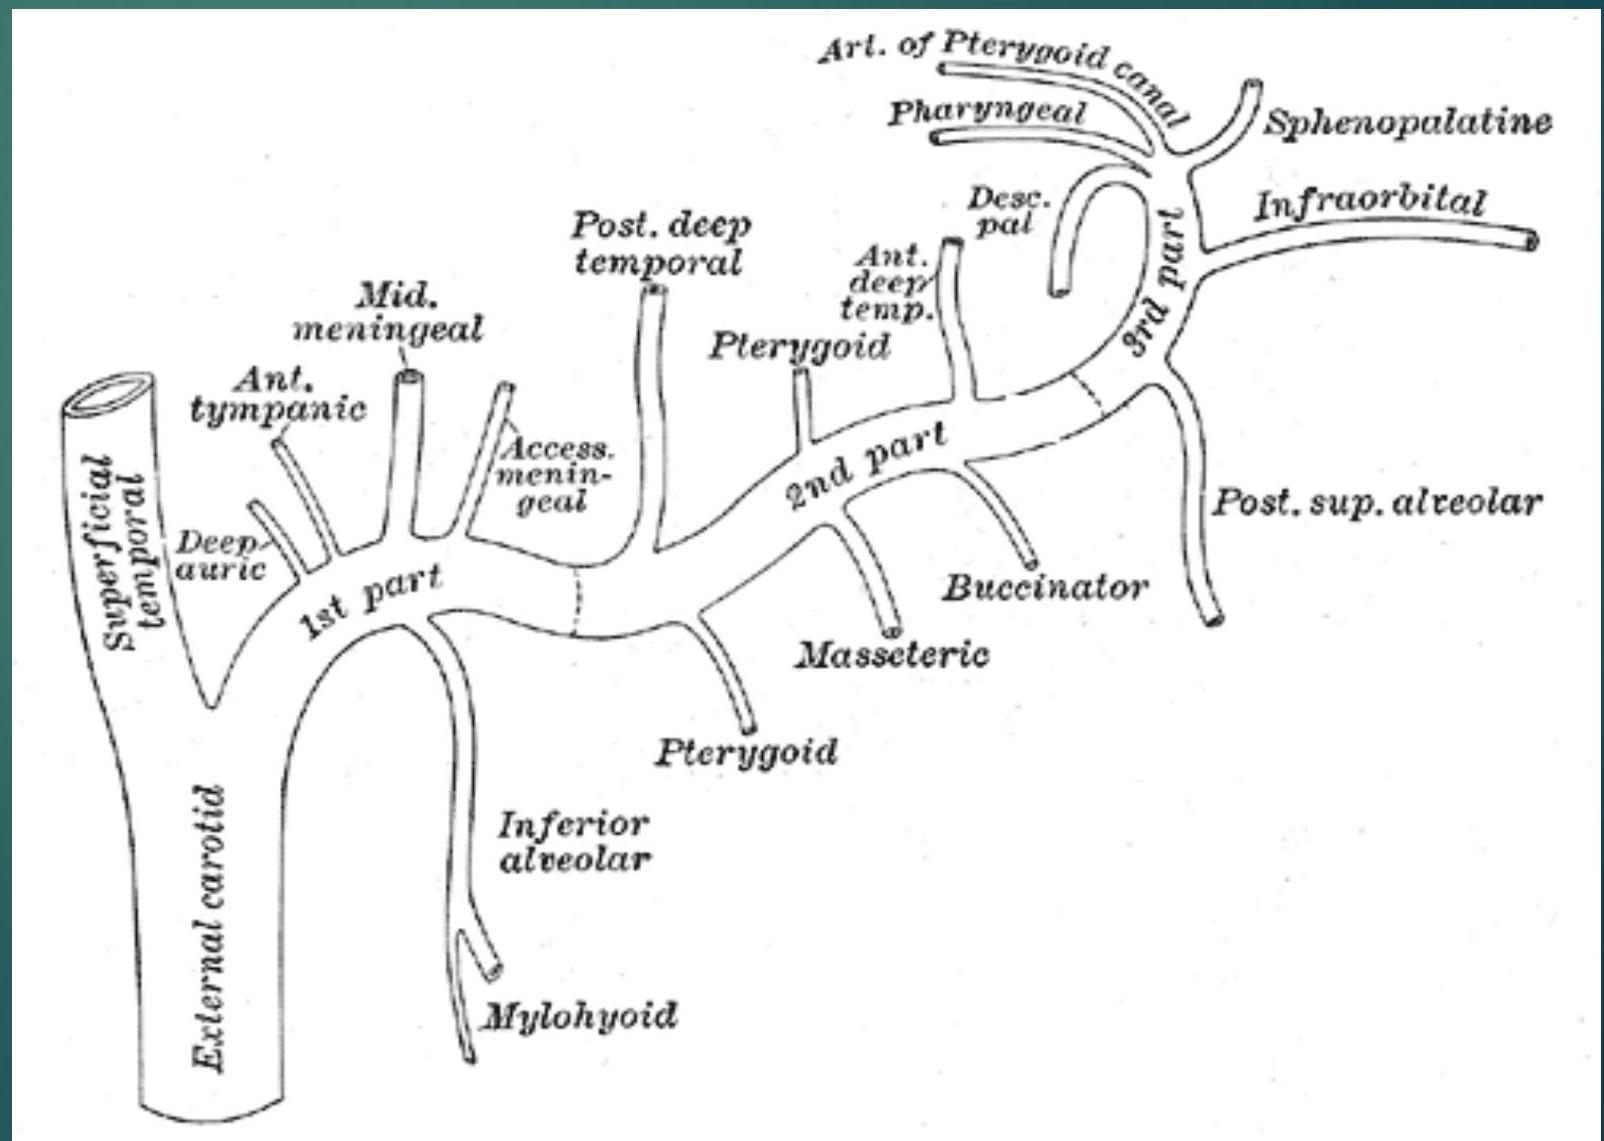 Art. of Pterygoid canal
Pharyngeal
Sphenopalatine
Desc.
pal
Infraorbital
Post. deep
temporal
Ant.
deep
temp.
3rd part
Mid.
meningeal
Pterygoid
Ant.
tympanic
Access.
menin-
geal
2nd part
Superficial
temporal
Deep
auric
1st part
Post. sup. alveolar
Buccinator
Masseteric
Pterygoid
Inferior
alveolar
External carotid
Mylohyoid